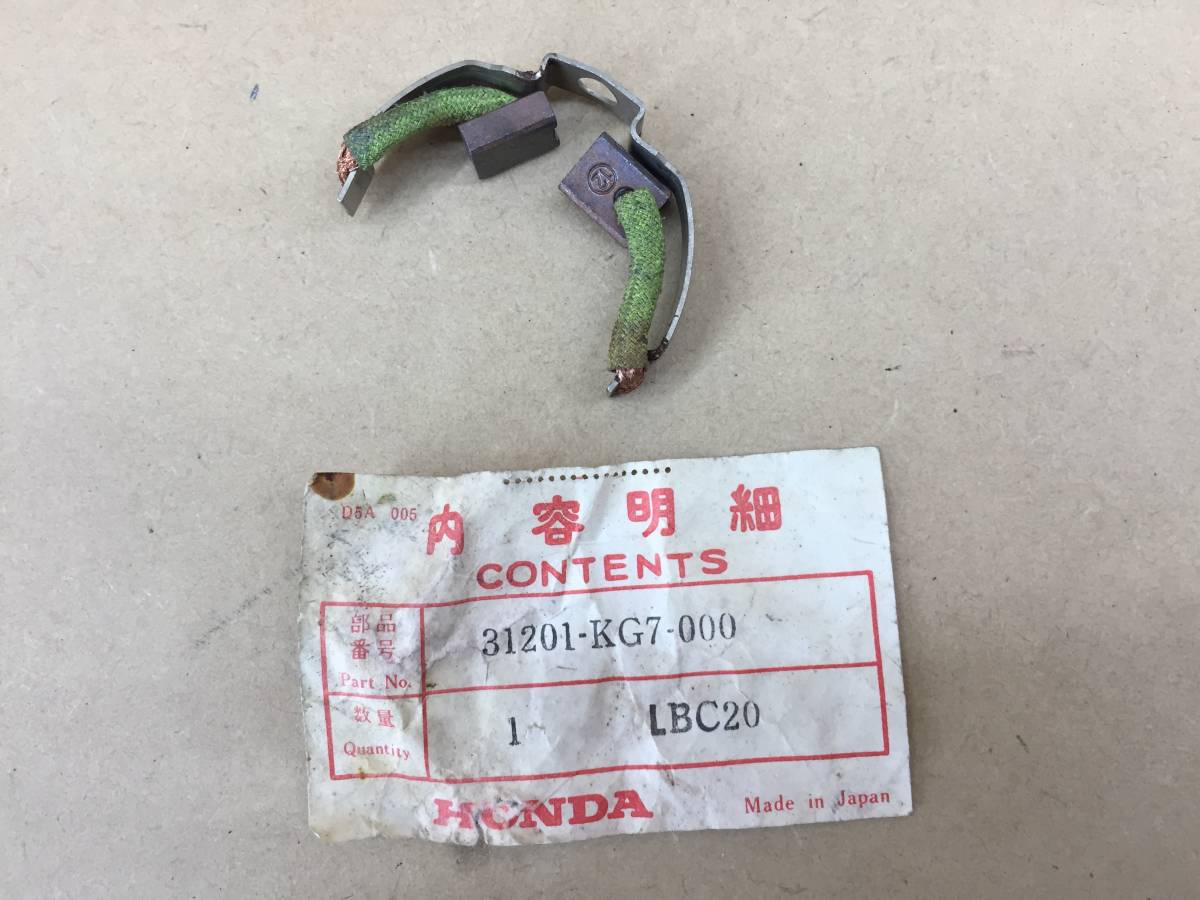 D5A 005
内容明細
CONTENTS
部品
番号
Part No.
31201-KG7-000
数量
Quantity
1 LBC20
HONDA
Made in Japan